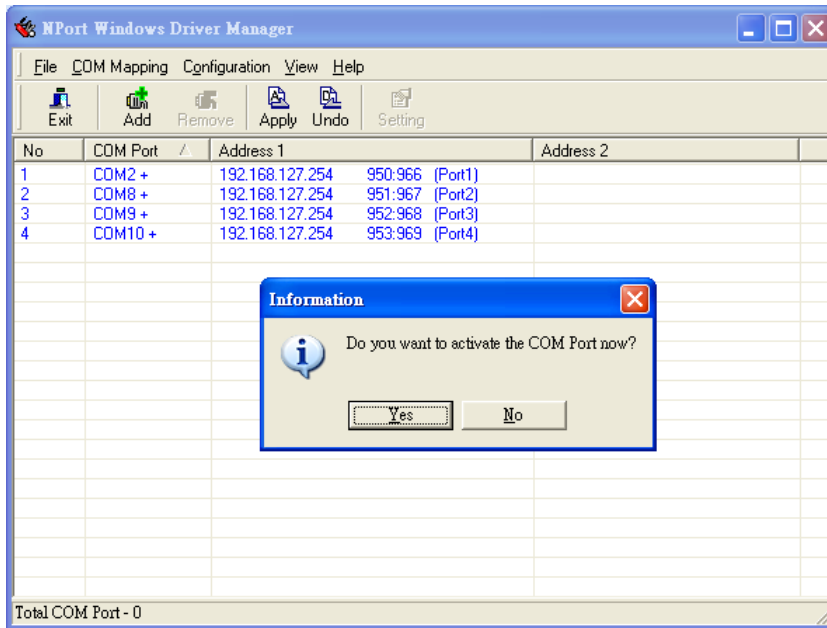 NPort Windows Driver Manager
File COM Mapping Configuration View Help
Exit Add Remove Apply Undo Setting
No COM Port Address 1 Address 2
1 COM2 + 192.168.127.254 950:966 (Port1)
2 COM8 + 192.168.127.254 951:967 (Port2)
3 COM9 + 192.168.127.254 952:968 (Port3)
4 COM10 + 192.168.127.254 953:969 (Port4)
Information
Do you want to activate the COM Port now?
Yes No
Total COM Port - 0